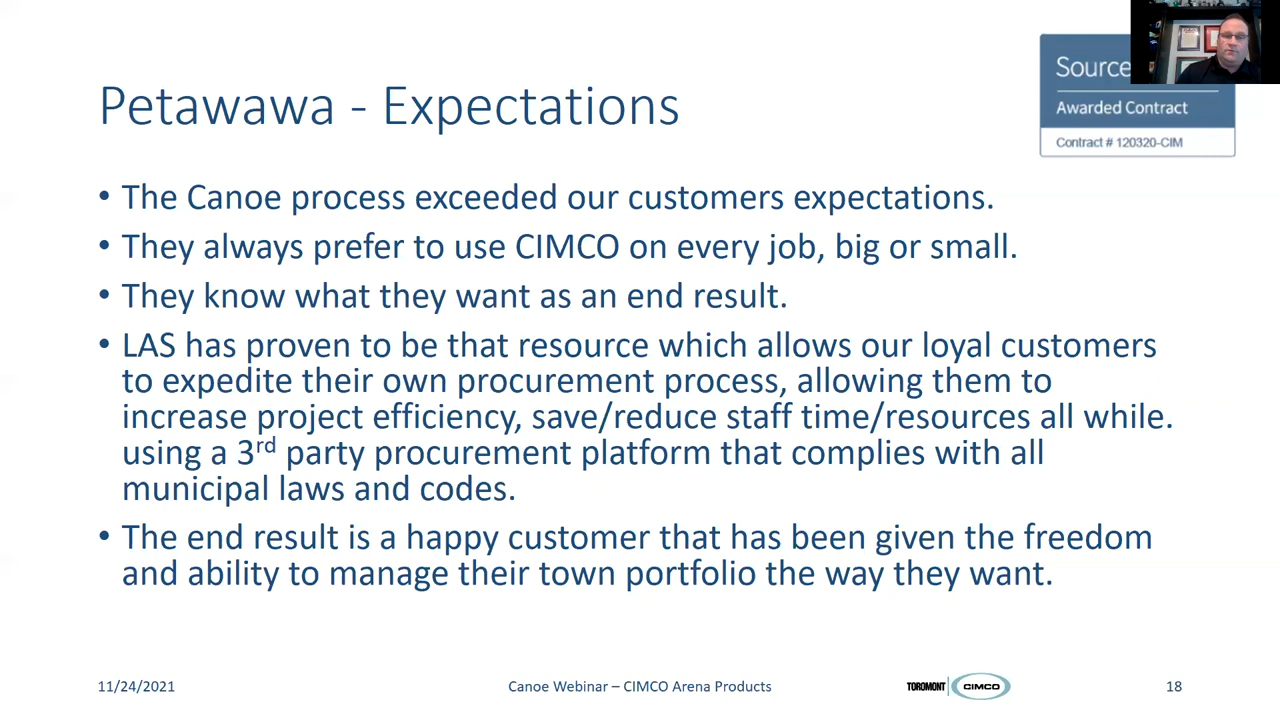 Source
Awarded Contract
Contract # 120320-CIM
Petawawa - Expectations
• The Canoe process exceeded our customers expectations.
• They always prefer to use CIMCO on every job, big or small.
• They know what they want as an end result.
• LAS has proven to be that resource which allows our loyal customers
to expedite their own procurement process, allowing them to
increase project efficiency, save/reduce staff time/resources all while.
using a 3rd party procurement platform that complies with all
municipal laws and codes.
• The end result is a happy customer that has been given the freedom
and ability to manage their town portfolio the way they want.
11/24/2021
Canoe Webinar – CIMCO Arena Products
TOROMONT CIMCO
18